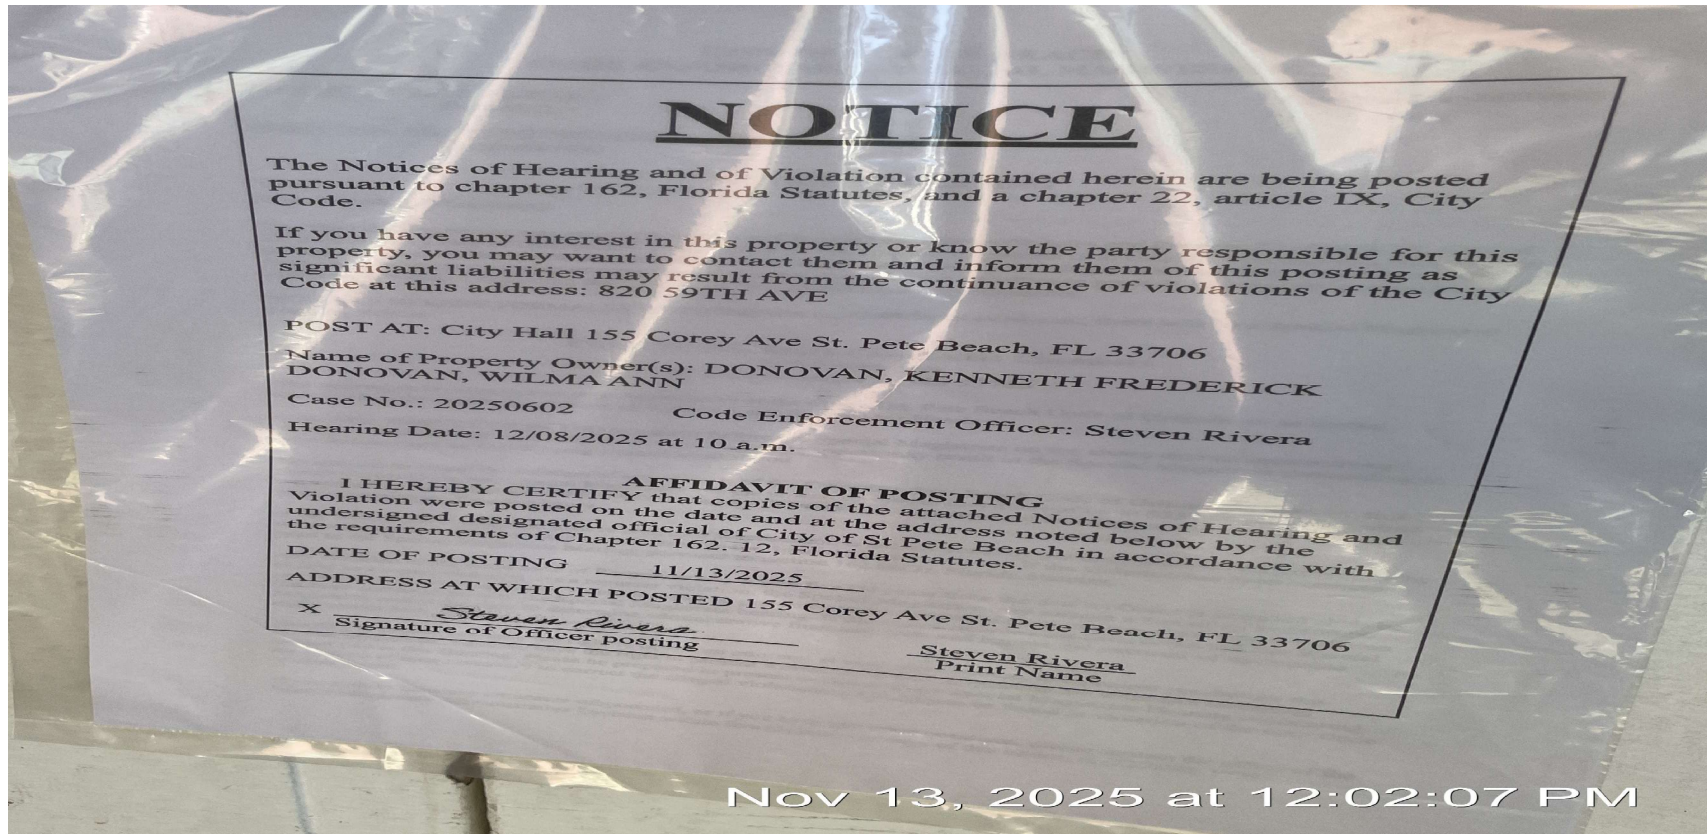 NOTICE
The Notices of Hearing and of Violation contained herein are being posted
pursuant to chapter 162, Florida Statutes, and a chapter 22, article IX, City
Code.
If you have any interest in this property or know the party responsible for this
property, you may want to contact them and inform them of this posting as
significant liabilities may result from the continuance of violations of the City
Code at this address: 820 59TH AVE
POST AT: City Hall 155 Corey Ave St. Pete Beach, FL 33706
Name of Property Owner(s): DONOVAN, KENNETH FREDERICK
DONOVAN, WILMA ANN
Case No.: 20250602 Code Enforcement Officer: Steven Rivera
Hearing Date: 12/08/2025 at 10 a.m.
AFFIDAVIT OF POSTING
I HEREBY CERTIFY that copies of the attached Notices of Hearing and
Violation were posted on the date and at the address noted below by the
undersigned designated official of City of St Pete Beach in accordance with
the requirements of Chapter 162. 12, Florida Statutes.
DATE OF POSTING 11/13/2025
ADDRESS AT WHICH POSTED 155 Corey Ave St. Pete Beach, FL 33706
X Steven Rivera
Signature of Officer posting
Steven Rivera
Print Name
Nov 13, 2025 at 12:02:07 PM